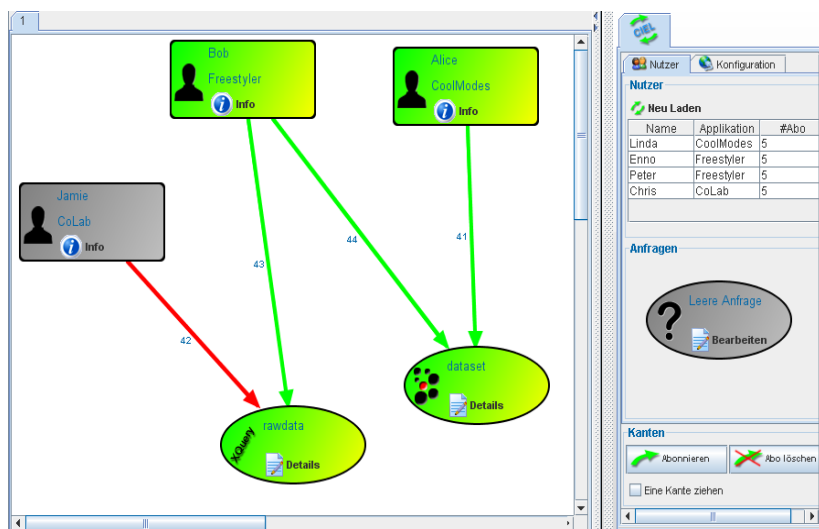 1
Bob
Freestyler
Info
Alice
CoolModes
Info
Jamie
CoLab
Info
41
44
43
42
dataset
Details
rawdata
XQuery
Details
CIEL
Nutzer
Konfiguration
Nutzer
Neu Laden
Name Applikation #Abo
Linda CoolModes 5
Enno Freestyler 5
Peter Freestyler 5
Chris CoLab 5
Anfragen
Leere Anfrage
?
Bearbeiten
Kanten
Abonnieren
Abo löschen
Eine Kante ziehen